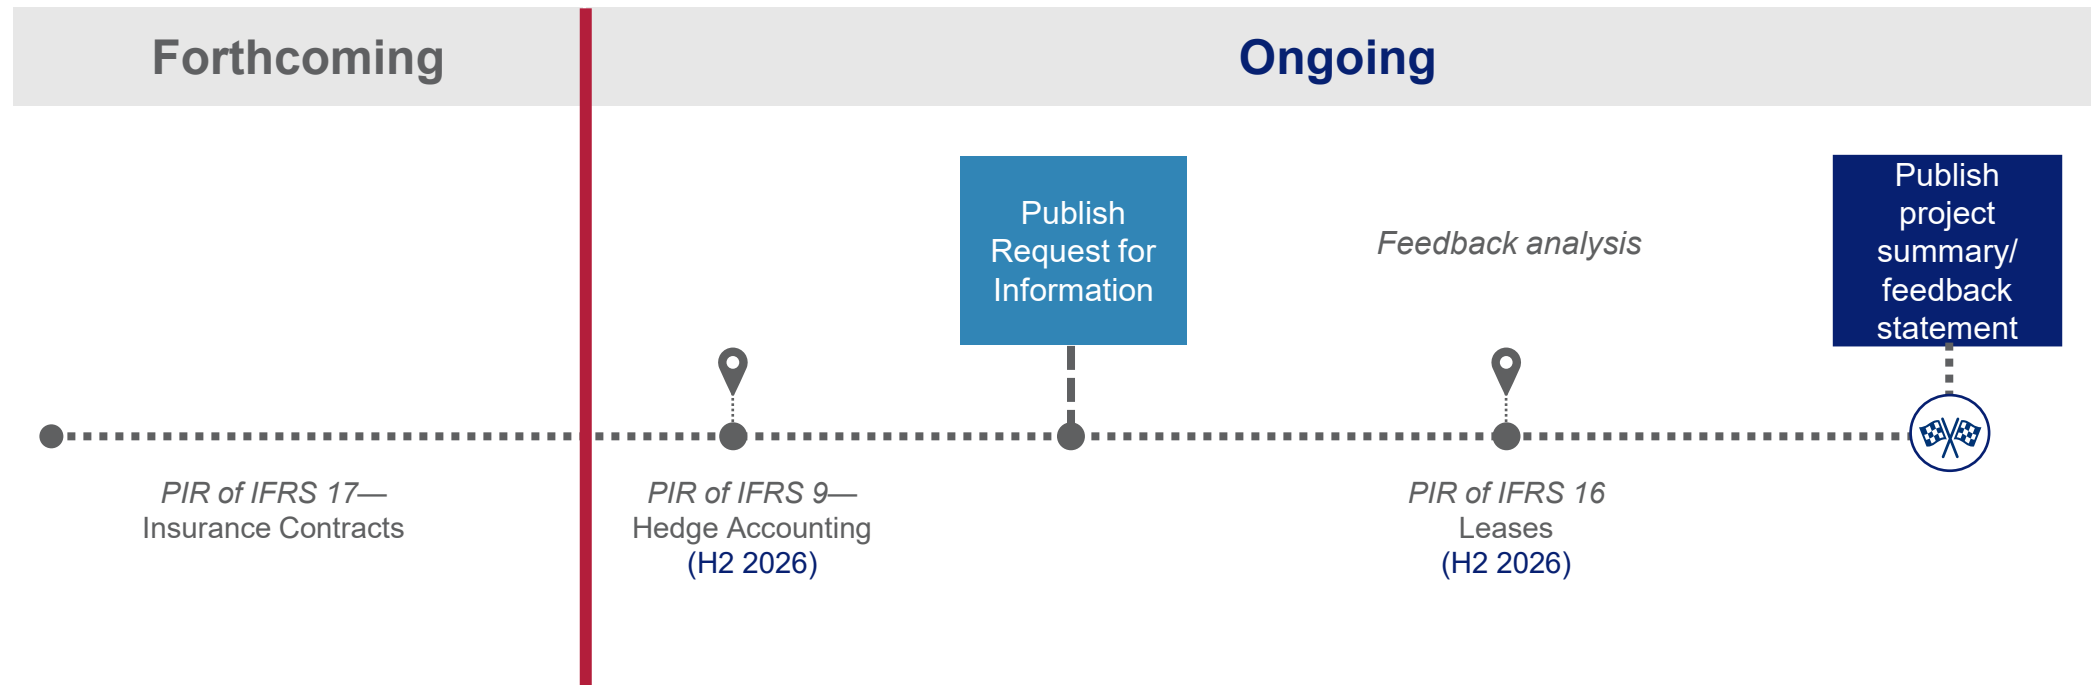 Forthcoming
Ongoing
Publish
Request for
Information
Feedback analysis
Publish
project
summary/
feedback
statement
PIR of IFRS 17—
Insurance Contracts
PIR of IFRS 9—
Hedge Accounting
(H2 2026)
PIR of IFRS 16
Leases
(H2 2026)